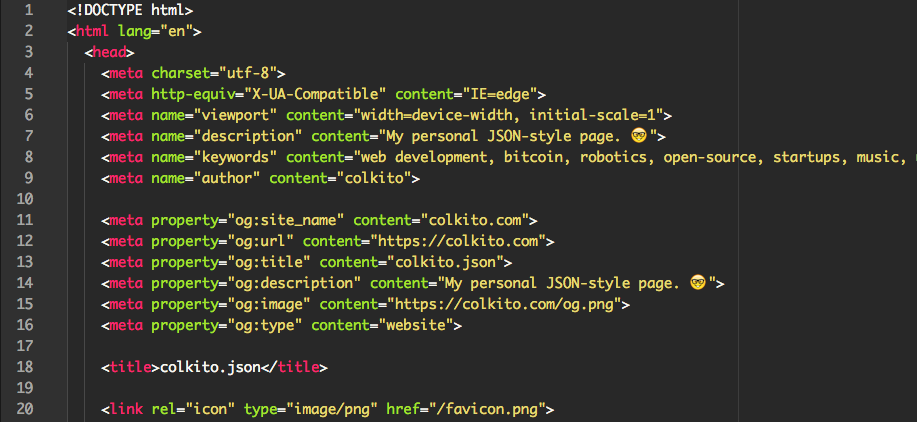 1 <!DOCTYPE html>
2 <html lang="en">
3 <head>
4 <meta charset="utf-8">
5 <meta http-equiv="X-UA-Compatible" content="IE=edge">
6 <meta name="viewport" content="width=device-width, initial-scale=1">
7 <meta name="description" content="My personal JSON-style page. 🤓">
8 <meta name="keywords" content="web development, bitcoin, robotics, open-source, startups, music,
9 <meta name="author" content="colkito">
10
11 <meta property="og:site_name" content="colkito.com">
12 <meta property="og:url" content="https://colkito.com">
13 <meta property="og:title" content="colkito.json">
14 <meta property="og:description" content="My personal JSON-style page. 🤓">
15 <meta property="og:image" content="https://colkito.com/og.png">
16 <meta property="og:type" content="website">
17
18 <title>colkito.json</title>
19
20 <link rel="icon" type="image/png" href="/favicon.png">